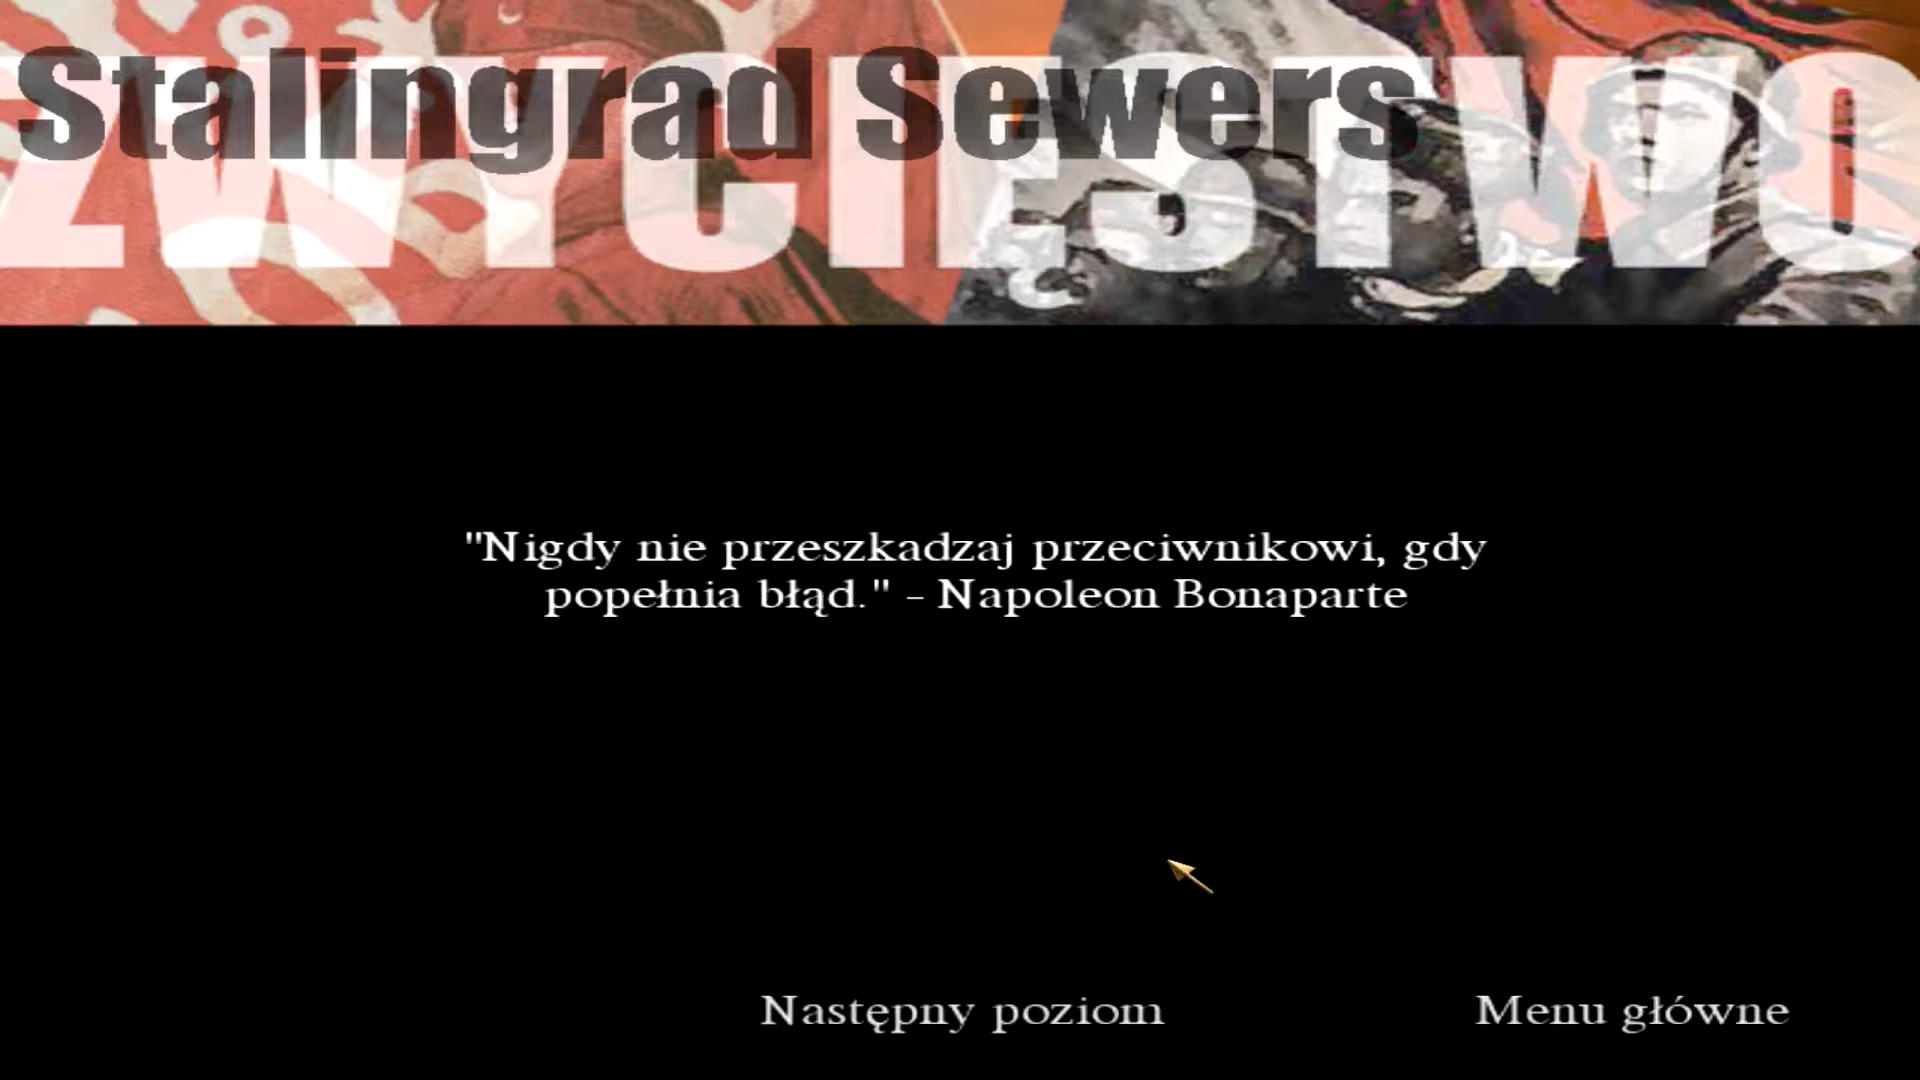 Stalingrad Sewers
ZWYCIĘSTWO
"Nigdy nie przeszkadzaj przeciwnikowi, gdy
popełnia błąd." - Napoleon Bonaparte
Następny poziom
Menu główne